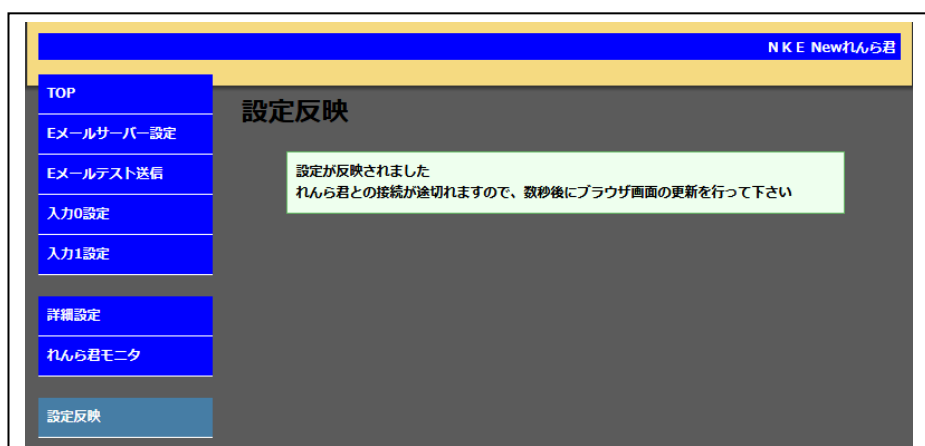 N K E Newれんら君
TOP
Eメールサーバー設定
Eメールテスト送信
入力0設定
入力1設定
詳細設定
れんら君モニタ
設定反映
設定反映
設定が反映されました
れんら君との接続が途切れますので、数秒後にブラウザ画面の更新を行って下さい